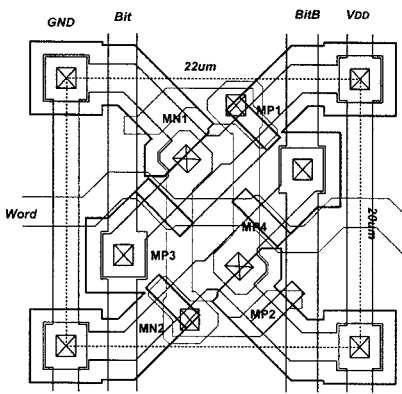 GND Bit BitB VDD
22um
MN1 MP1
Word
MP4
20um
MP3
MN2 MP2